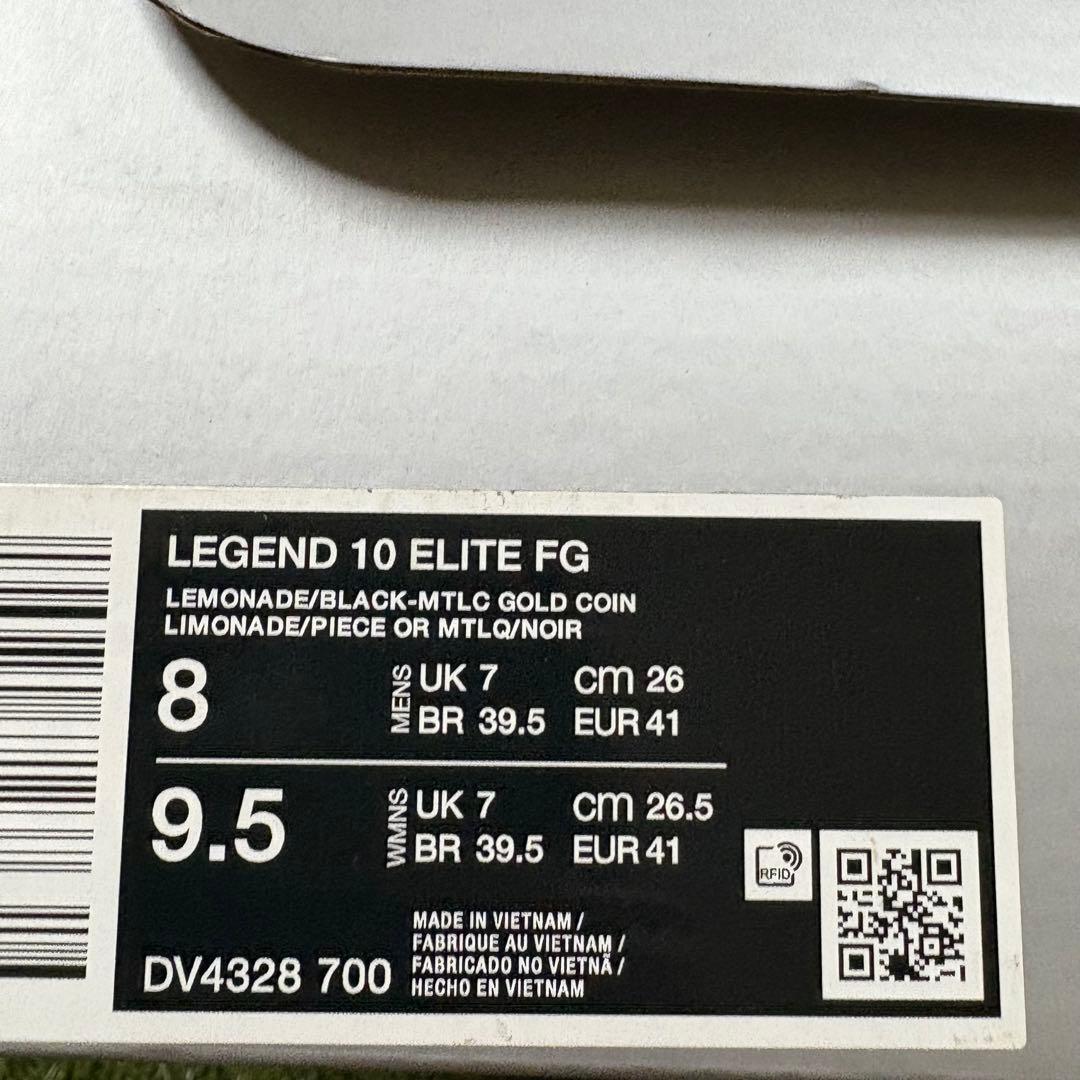 LEGEND 10 ELITE FG
LEMONADE/BLACK-MTLC GOLD COIN
LIMONADE/PIECE OR MTLQ/NOIR
8 MENS UK 7 cm 26
BR 39.5 EUR 41
9.5 WMNS UK 7 cm 26.5
BR 39.5 EUR 41
RFID
MADE IN VIETNAM /
FABRIQUE AU VIETNAM /
FABRICADO NO VIETNÃ /
HECHO EN VIETNAM
DV4328 700